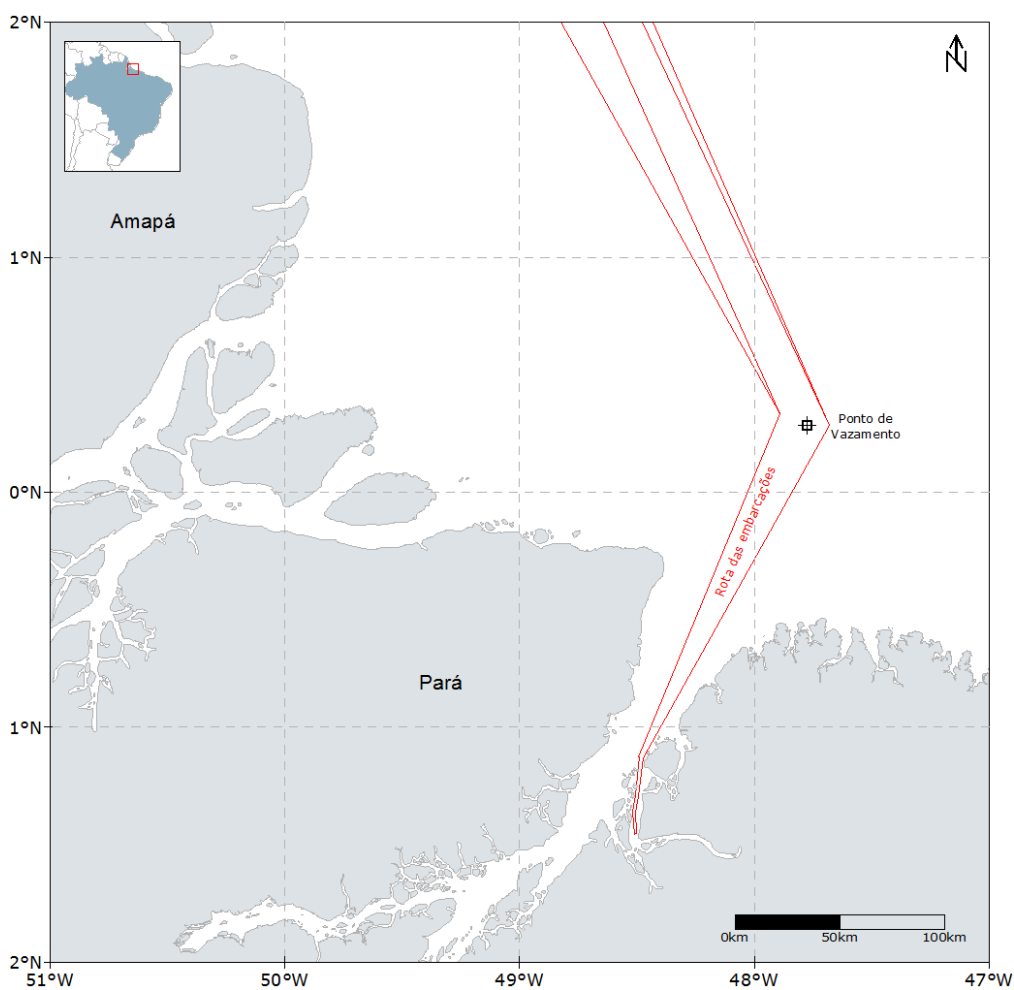 2°N
N
Amapá
1°N
Ponto de
Vazamento
0°N
Rota das embarcações
Pará
1°N
0km
50km
100km
2°N
51°W
50°W
49°W
48°W
47°W